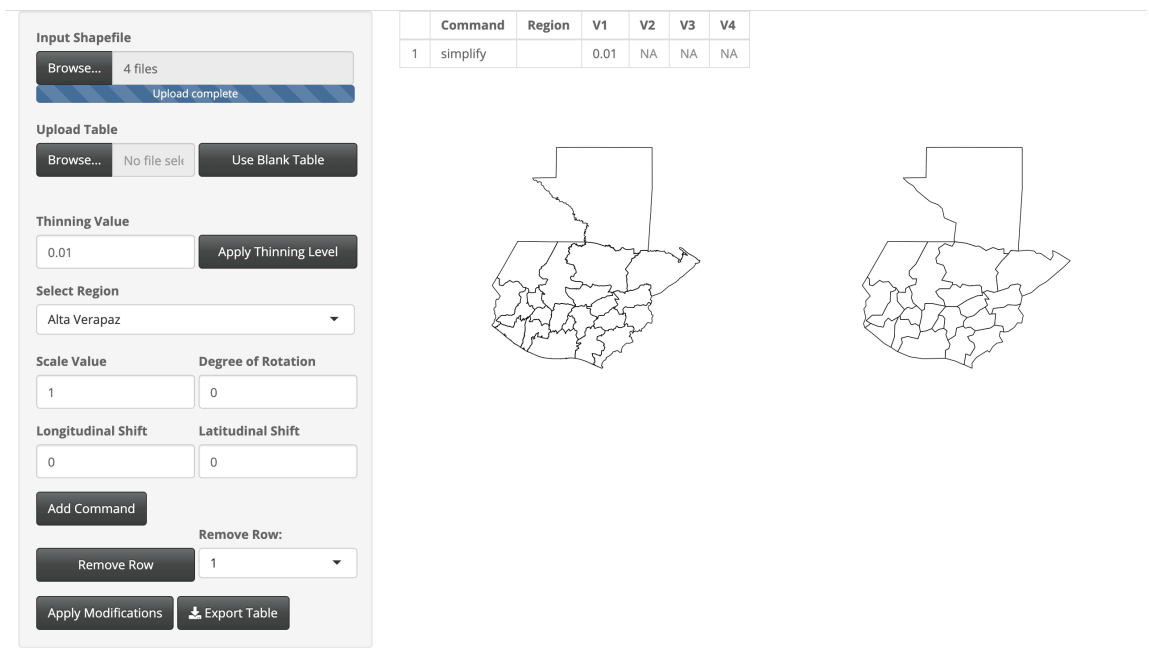 Input Shapefile
Browse... 4 files
Upload complete
Upload Table
Browse... No file sele Use Blank Table
Thinning Value
0.01 Apply Thinning Level
Select Region
Alta Verapaz
Scale Value Degree of Rotation
1 0
Longitudinal Shift Latitudinal Shift
0 0
Add Command
Remove Row:
Remove Row 1
Apply Modifications Export Table
Command Region V1 V2 V3 V4
1 simplify 0.01 NA NA NA